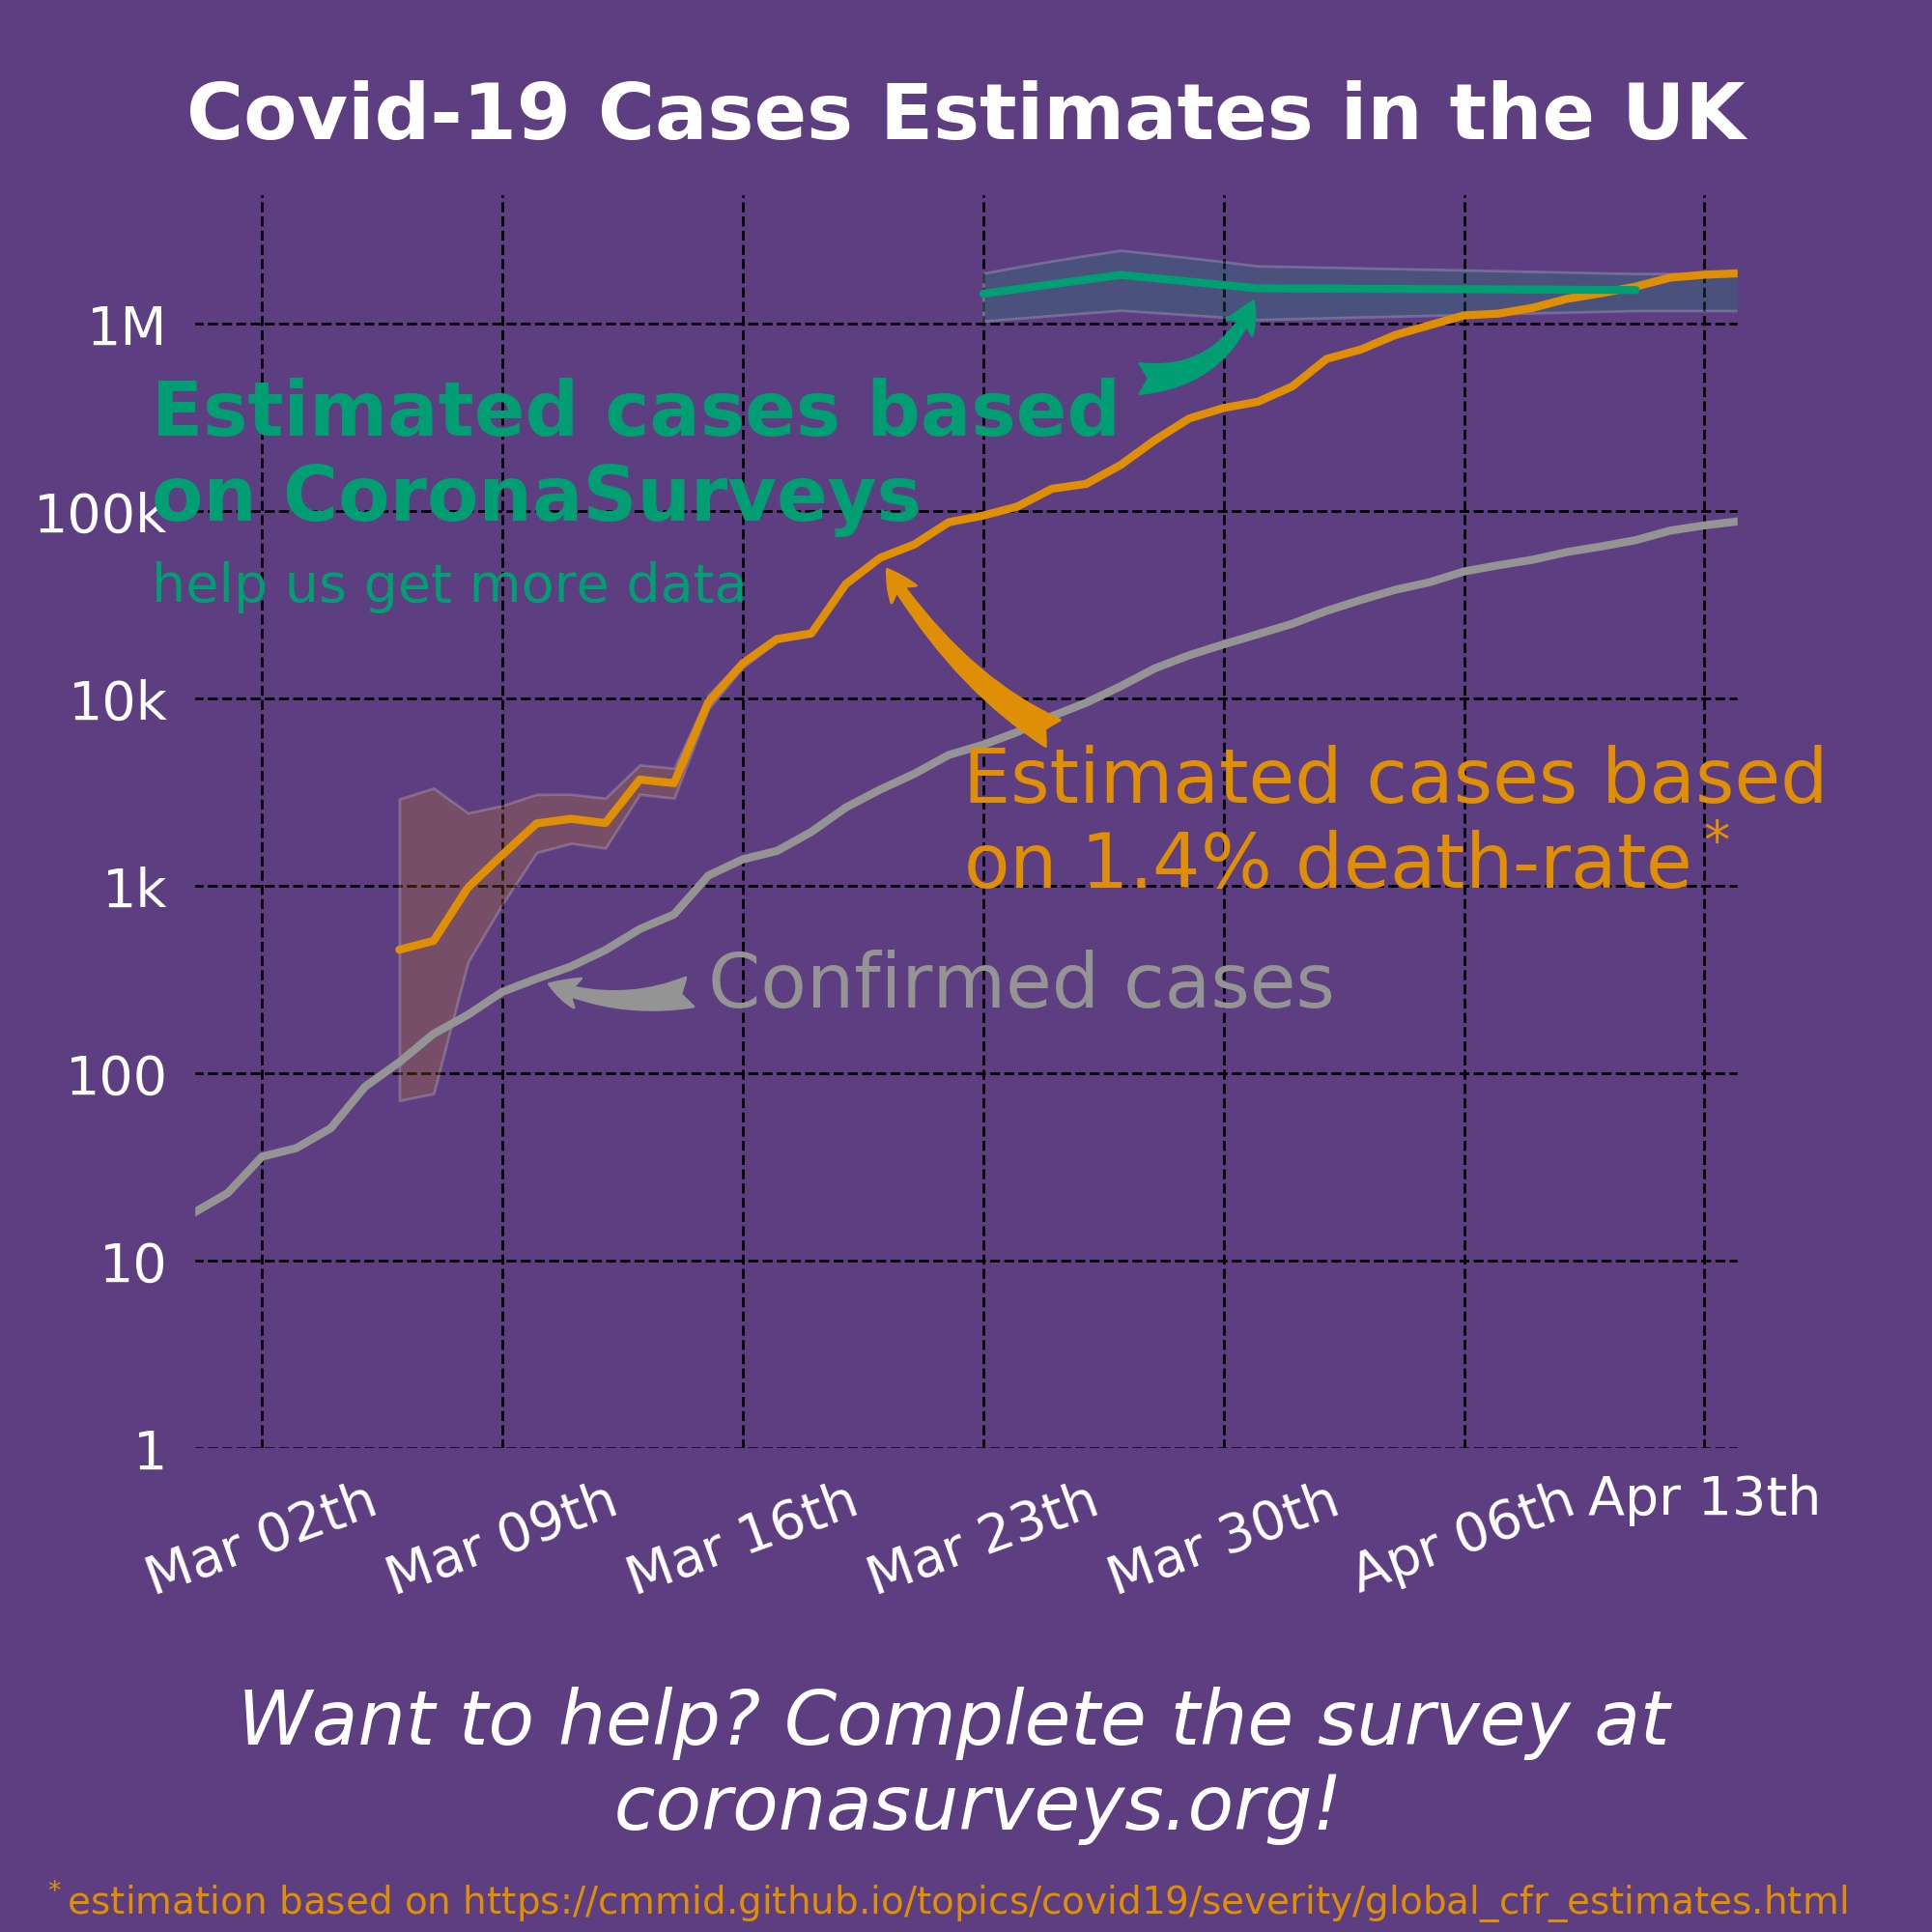 Covid-19 Cases Estimates in the UK
1M
100k
10k
1k
100
10
1
Estimated cases based
on CoronaSurveys
help us get more data
Estimated cases based
on 1.4% death-rate*
Confirmed cases
Mar 02th
Mar 09th
Mar 16th
Mar 23th
Mar 30th
Apr 06th
Apr 13th
Want to help? Complete the survey at
coronasurveys.org!
*estimation based on https://cmmid.github.io/topics/covid19/severity/global_cfr_estimates.html